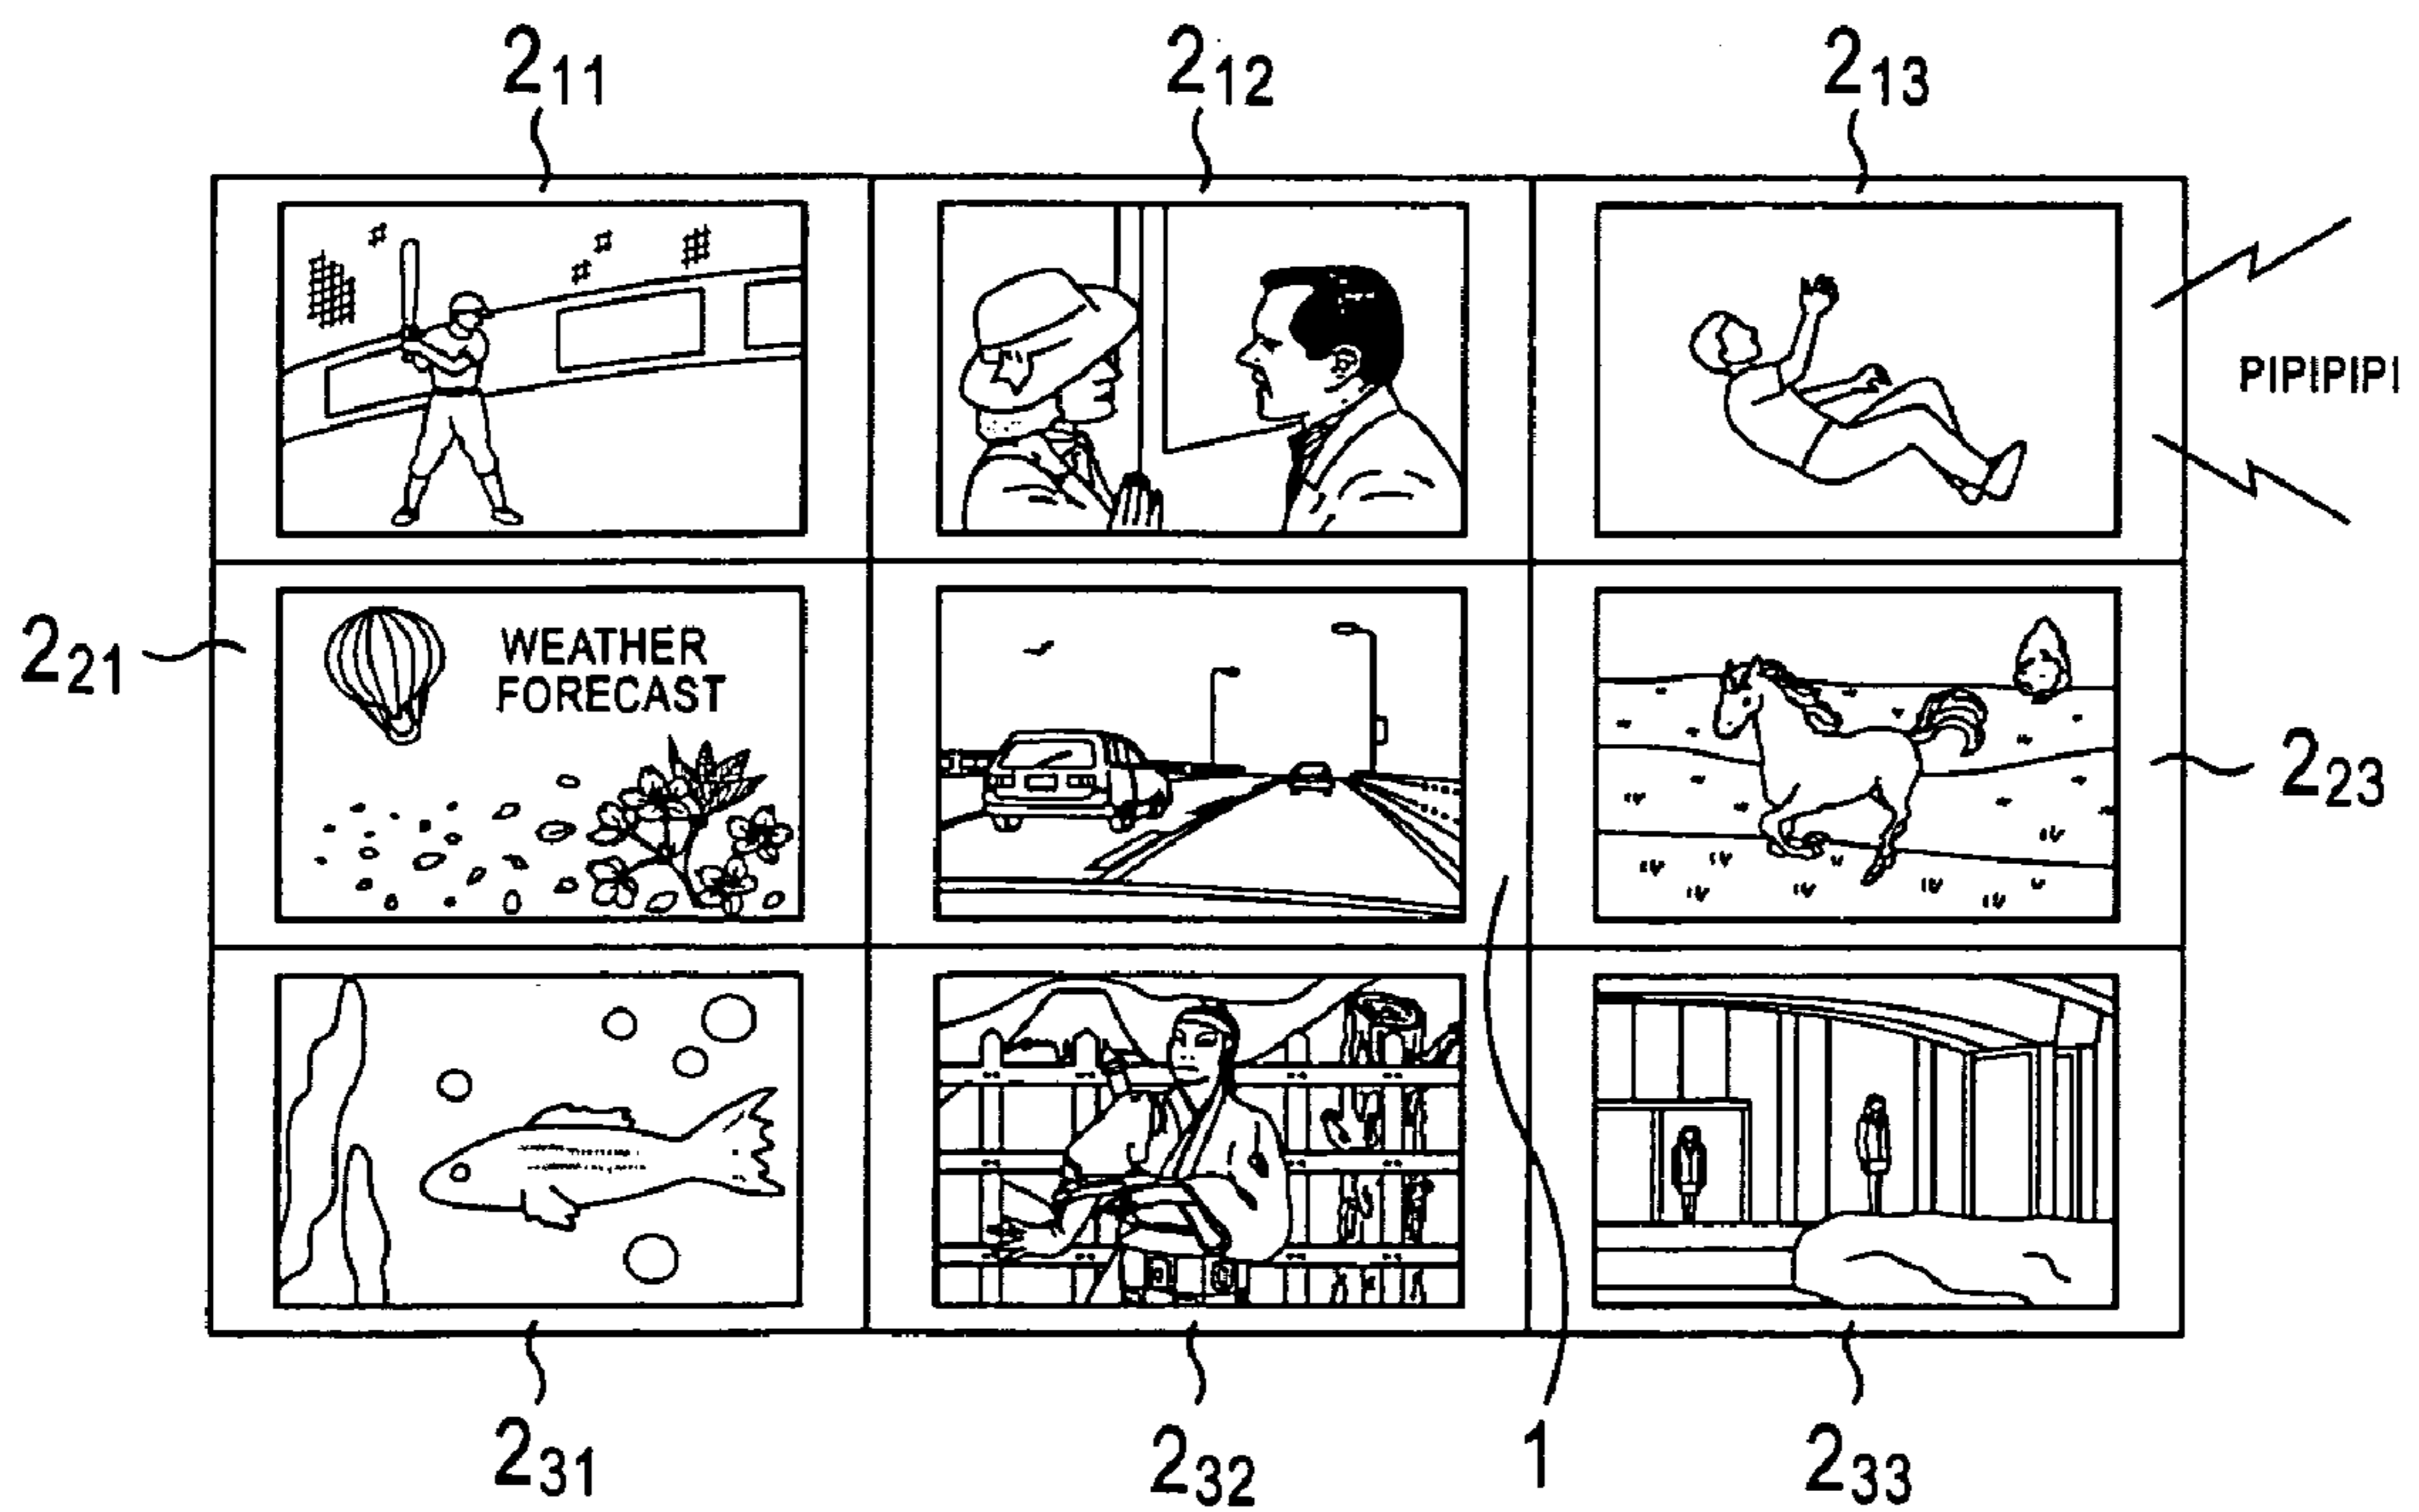 2₁₁ 2₁₂ 2₁₃
PIPIPIPI
2₂₁
WEATHER
FORECAST
2₂₃
2₃₁ 2₃₂ 1 2₃₃